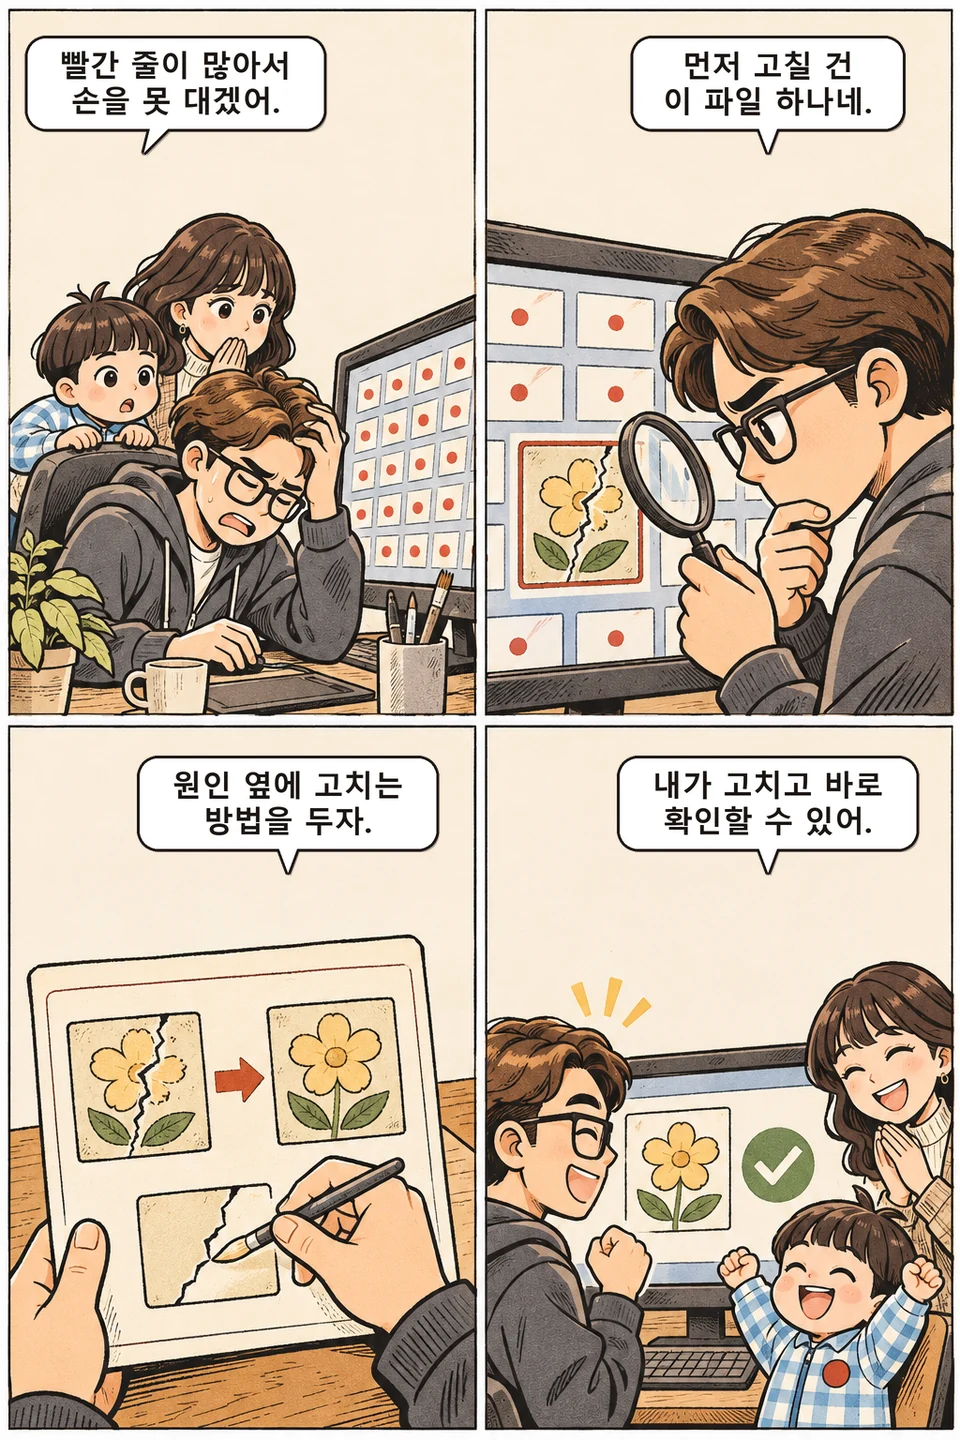 빨간 줄이 많아서
손을 못 대겠어.
먼저 고칠 건
이 파일 하나네.
원인 옆에 고치는
방법을 두자.
내가 고치고 바로
확인할 수 있어.